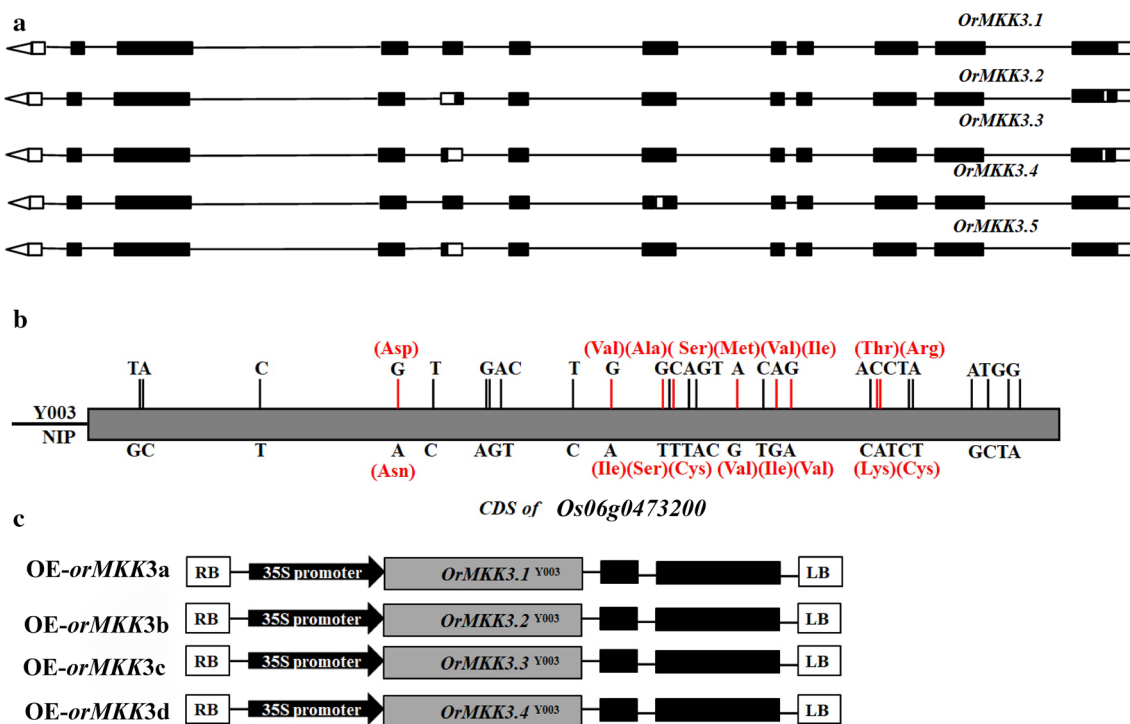 a
OrMKK3.1
OrMKK3.2
OrMKK3.3
OrMKK3.4
OrMKK3.5
b
(Asp) (Val)(Ala)( Ser)(Met)(Val)(Ile) (Thr)(Arg)
TA C G T GAC T G GCAGT A CAG ACCTA ATGG
Y003
NIP
GC T A C AGT C A TTTAC G TGA CATCT GCTA
(Asn) (Ile)(Ser)(Cys) (Val)(Ile)(Val) (Lys)(Cys)
CDS of Os06g0473200
c
OE-orMKK3a RB 35S promoter OrMKK3.1 Y003 LB
OE-orMKK3b RB 35S promoter OrMKK3.2 Y003 LB
OE-orMKK3c RB 35S promoter OrMKK3.3 Y003 LB
OE-orMKK3d RB 35S promoter OrMKK3.4 Y003 LB